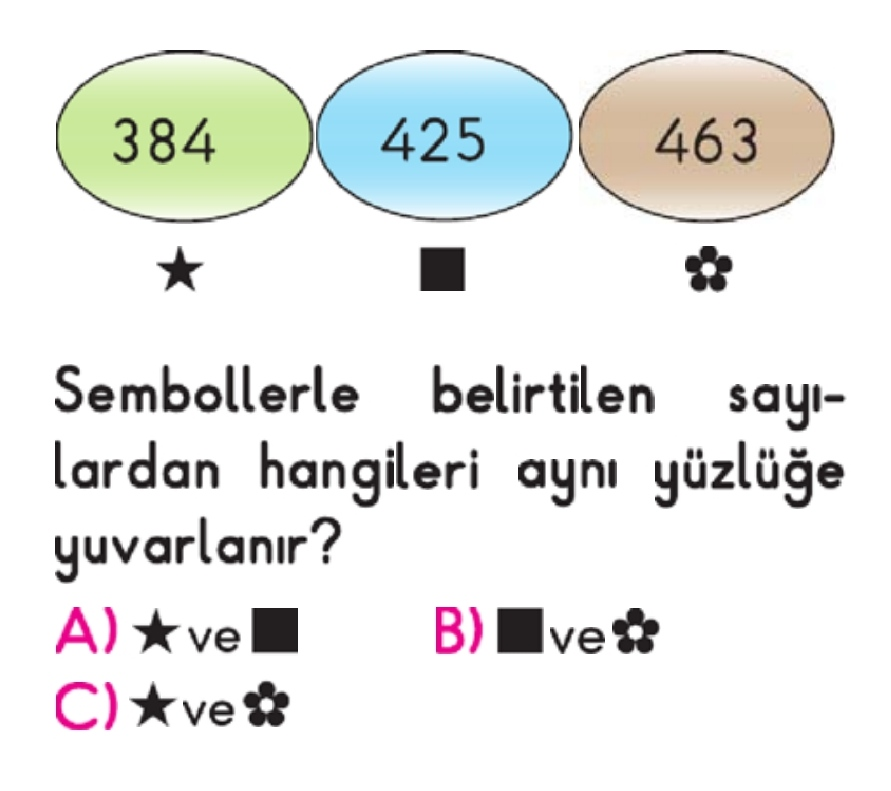 384 425 463
★ ■ ✿
Sembollerle belirtilen sayı-
lardan hangileri aynı yüzlüğe
yuvarlanır?
A) ★ ve ■ B) ■ ve ✿
C) ★ ve ✿